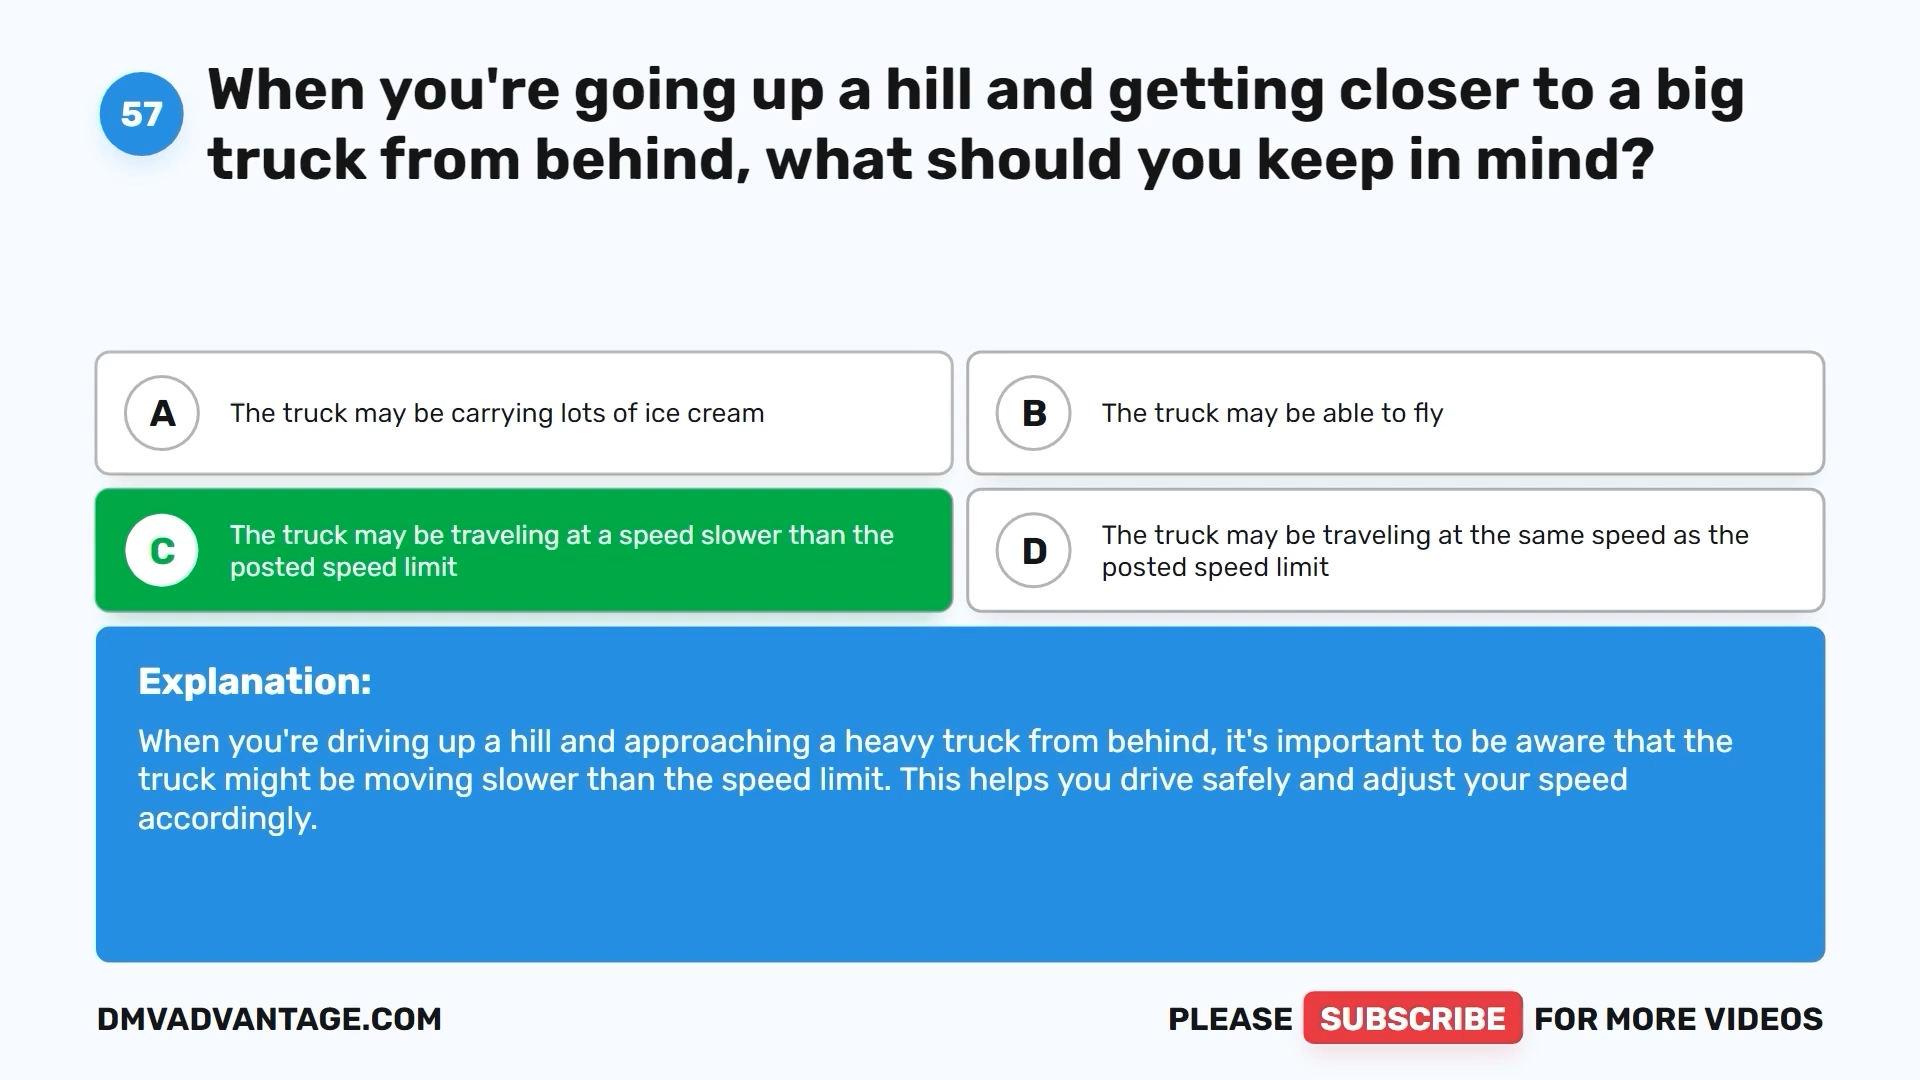 57
When you're going up a hill and getting closer to a big
truck from behind, what should you keep in mind?
A
The truck may be carrying lots of ice cream
B
The truck may be able to fly
C
The truck may be traveling at a speed slower than the
posted speed limit
D
The truck may be traveling at the same speed as the
posted speed limit
Explanation:
When you're driving up a hill and approaching a heavy truck from behind, it's important to be aware that the
truck might be moving slower than the speed limit. This helps you drive safely and adjust your speed
accordingly.
DMVADVANTAGE.COM
PLEASE SUBSCRIBE FOR MORE VIDEOS